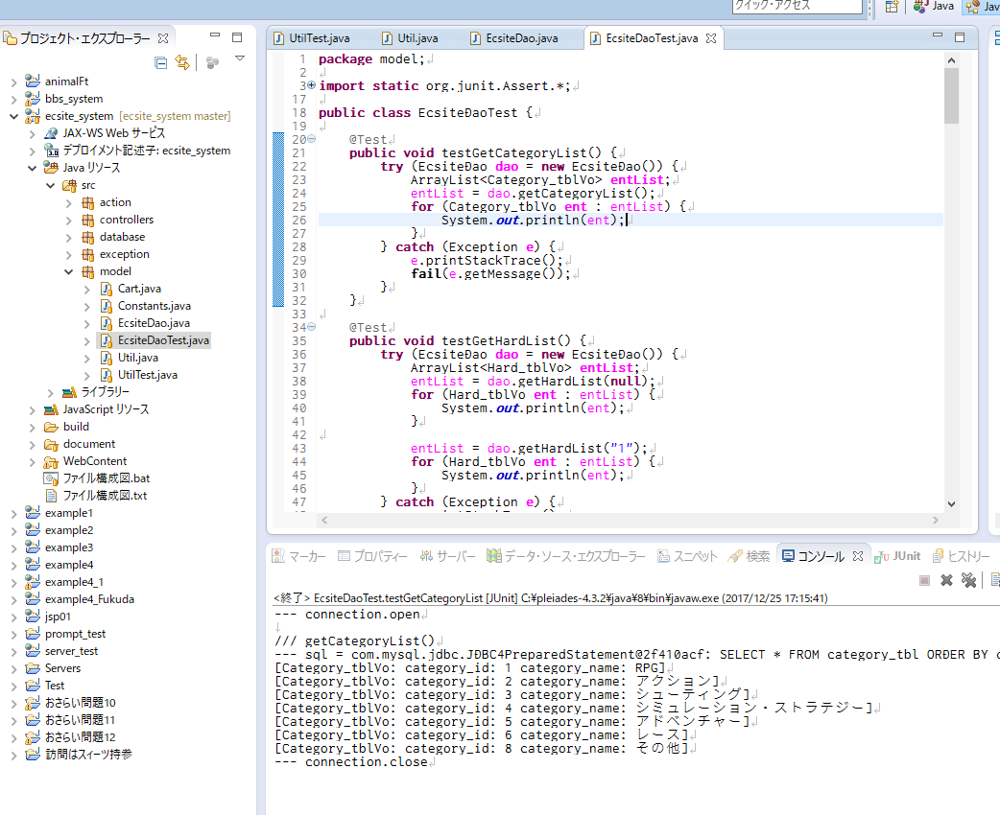 クイック・アクセス
Java
Jav
プロジェクト・エクスプローラー
animalFt
bbs_system
ecsite_system [ecsite_system master]
JAX-WS Web サービス
デプロイメント記述子: ecsite_system
Java リソース
src
action
controllers
database
exception
model
Cart.java
Constants.java
EcsiteDao.java
EcsiteDaoTest.java
Util.java
UtilTest.java
ライブラリー
JavaScript リソース
build
document
WebContent
ファイル構成図.bat
ファイル構成図.txt
example1
example2
example3
example4
example4_1
example4_Fukuda
jsp01
prompt_test
server_test
Servers
Test
おさらい問題10
おさらい問題11
おさらい問題12
訪問はスィーツ持参
UtilTest.java
Util.java
EcsiteDao.java
EcsiteDaoTest.java
1 package model;
2
3 import static org.junit.Assert.*;
17
18 public class EcsiteDaoTest {
19
20 @Test
21 public void testGetCategoryList() {
22 try (EcsiteDao dao = new EcsiteDao()) {
23 ArrayList<Category_tblVo> entList;
24 entList = dao.getCategoryList();
25 for (Category_tblVo ent : entList) {
26 System.out.println(ent);
27 }
28 } catch (Exception e) {
29 e.printStackTrace();
30 fail(e.getMessage());
31 }
32 }
33
34 @Test
35 public void testGetHardList() {
36 try (EcsiteDao dao = new EcsiteDao()) {
37 ArrayList<Hard_tblVo> entList;
38 entList = dao.getHardList(null);
39 for (Hard_tblVo ent : entList) {
40 System.out.println(ent);
41 }
42
43 entList = dao.getHardList("1");
44 for (Hard_tblVo ent : entList) {
45 System.out.println(ent);
46 }
47 } catch (Exception e) {
マーカー
プロパティー
サーバー
データ・ソース・エクスプローラー
スニペット
検索
コンソール
JUnit
ヒストリー
<終了> EcsiteDaoTest.testGetCategoryList [JUnit] C:¥pleiades-4.3.2¥java¥8¥bin¥javaw.exe (2017/12/25 17:15:41)
--- connection.open
/// getCategoryList()
--- sql = com.mysql.jdbc.JDBC4PreparedStatement@2f410acf: SELECT * FROM category_tbl ORDER BY c
[Category_tblVo: category_id: 1 category_name: RPG]
[Category_tblVo: category_id: 2 category_name: アクション]
[Category_tblVo: category_id: 3 category_name: シューティング]
[Category_tblVo: category_id: 4 category_name: シミュレーション・ストラテジー]
[Category_tblVo: category_id: 5 category_name: アドベンチャー]
[Category_tblVo: category_id: 6 category_name: レース]
[Category_tblVo: category_id: 8 category_name: その他]
--- connection.close